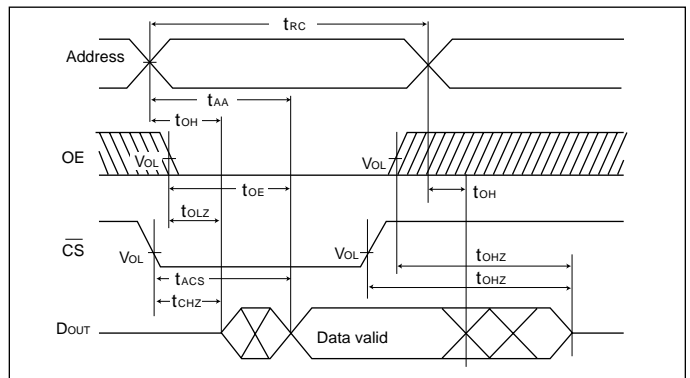 tRC
Address
tAA
tOH
OE
VOL
VOL
tOE
tOH
tOLZ
CS
VOL
VOL
tOHZ
tACS
tOHZ
tCHZ
DOUT
Data valid